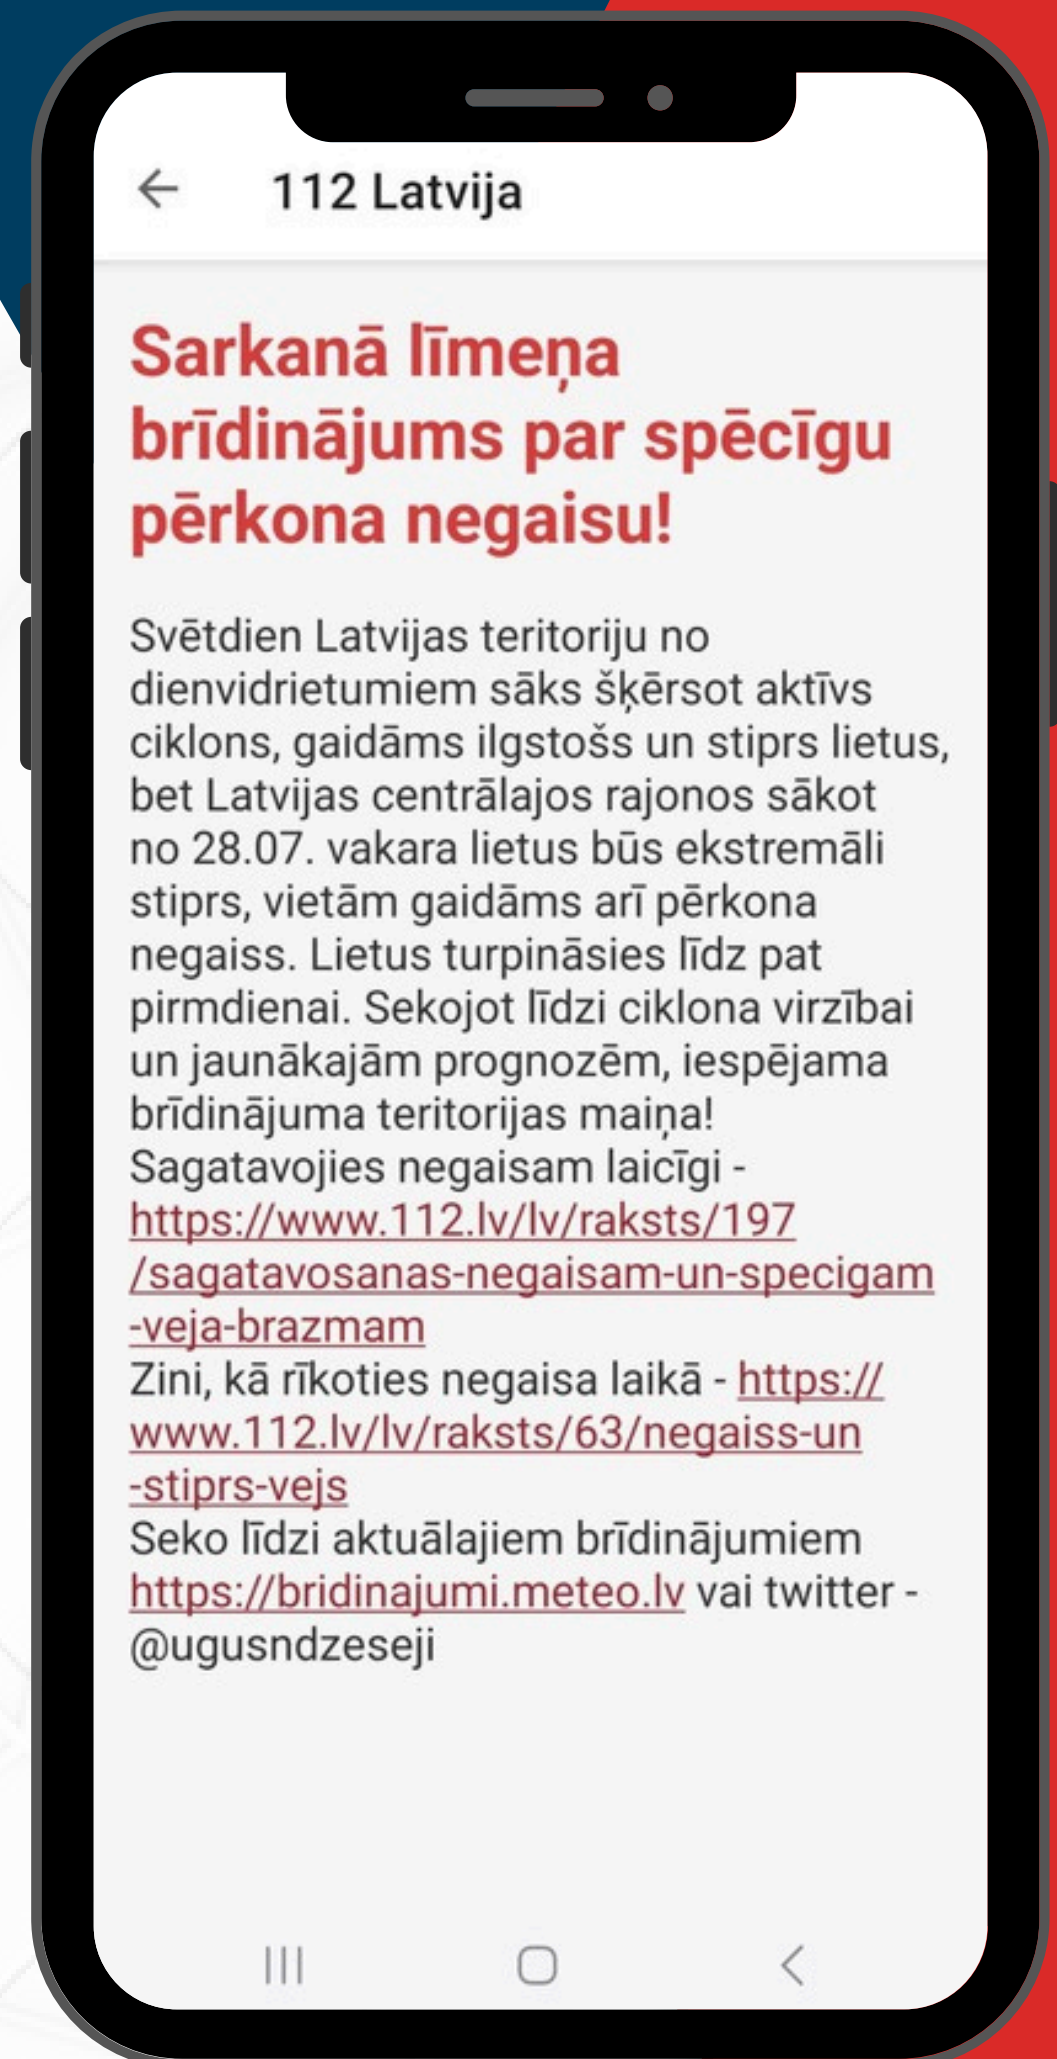 112 Latvija
Sarkanā līmeņa
brīdinājums par spēcīgu
pērkona negaisu!
Svētdien Latvijas teritoriju no
dienvidrietumiem sāks šķērsot aktīvs
ciklons, gaidāms ilgstošs un stiprs lietus,
bet Latvijas centrālajos rajonos sākot
no 28.07. vakara lietus būs ekstremāli
stiprs, vietām gaidāms arī pērkona
negaiss. Lietus turpināsies līdz pat
pirmdienai. Sekojot līdzi ciklona virzībai
un jaunākajām prognozēm, iespējama
brīdinājuma teritorijas maiņa!
Sagatavojies negaisam laicīgi -
https://www.112.lv/lv/raksts/197
/sagatavosanas-negaisam-un-specigam
-veja-brazmam
Zini, kā rīkoties negaisa laikā - https://
www.112.lv/lv/raksts/63/negaiss-un
-stiprs-vejs
Seko līdzi aktuālajiem brīdinājumiem
https://bridinajumi.meteo.lv vai twitter -
@ugusndzeseji